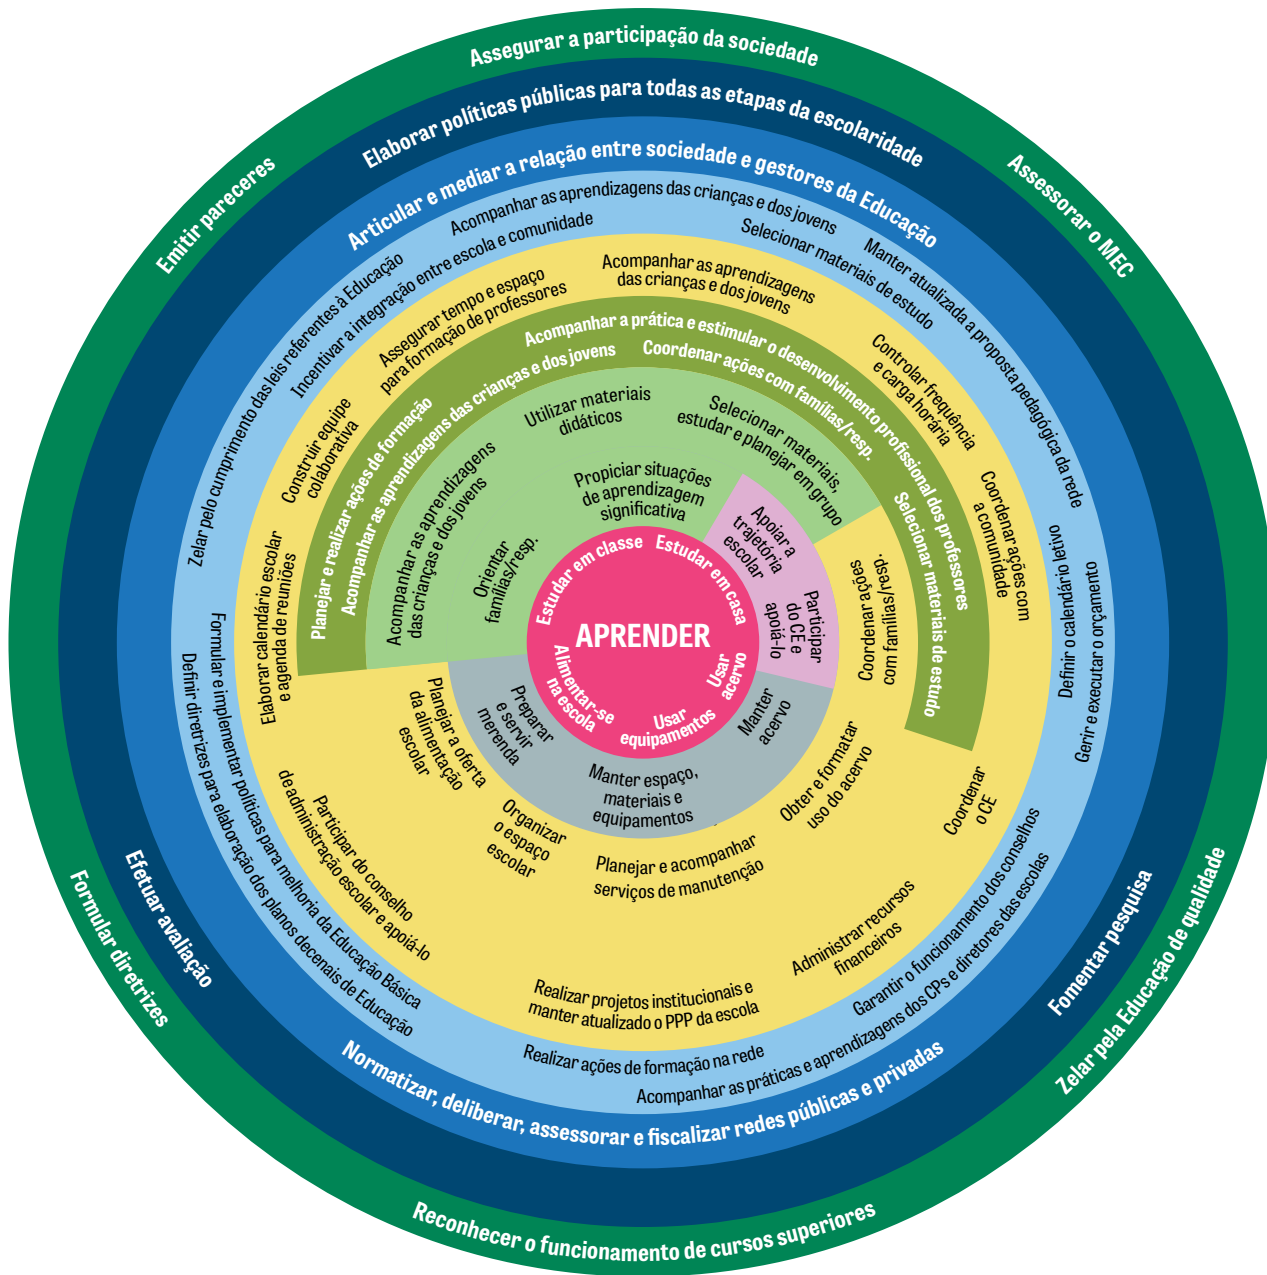 Assegurar a participação da sociedade
Emitir pareceres
Assessorar o MEC
Formular diretrizes
Zelar pela Educação de qualidade
Reconhecer o funcionamento de cursos superiores
Elaborar políticas públicas para todas as etapas da escolaridade
Efetuar avaliação
Fomentar pesquisa
Articular e mediar a relação entre sociedade e gestores da Educação
Normatizar, deliberar, assessorar e fiscalizar redes públicas e privadas
Acompanhar as aprendizagens das crianças e dos jovens
Selecionar materiais de estudo
Manter atualizada a proposta pedagógica da rede
Zelar pelo cumprimento das leis referentes à Educação
Incentivar a integração entre escola e comunidade
Definir o calendário letivo
Gerir e executar o orçamento
Formular e implementar políticas para melhoria da Educação Básica
Definir diretrizes para elaboração dos planos decenais de Educação
Garantir o funcionamento dos conselhos
Acompanhar as práticas e aprendizagens dos CPs e diretores das escolas
Realizar ações de formação na rede
Assegurar tempo e espaço
para formação de professores
Acompanhar as aprendizagens
das crianças e dos jovens
Controlar frequência
e carga horária
Construir equipe
colaborativa
Coordenar ações com
a comunidade
Elaborar calendário escolar
e agenda de reuniões
Coordenar ações
com famílias/resp.
Coordenar
o CE
Participar do conselho
de administração escolar e apoiá-lo
Planejar a oferta
da alimentação
escolar
Organizar
o espaço
escolar
Planejar e acompanhar
serviços de manutenção
Obter e formatar
uso do acervo
Administrar recursos
financeiros
Realizar projetos institucionais e
manter atualizado o PPP da escola
Planejar e realizar ações de formação
Acompanhar a prática e estimular o desenvolvimento profissional dos professores
Acompanhar as aprendizagens das crianças e dos jovens
Coordenar ações com famílias/resp.
Selecionar materiais de estudo
Utilizar materiais
didáticos
Selecionar materiais,
estudar e planejar em grupo
Acompanhar as aprendizagens
das crianças e dos jovens
Propiciar situações
de aprendizagem
significativa
Orientar
famílias/resp.
Apoiar a
trajetória
escolar
Participar
do CE e
apoiá-lo
Preparar
e servir
merenda
Manter espaço,
materiais e
equipamentos
Manter
acervo
Estudar em classe
Estudar em casa
APRENDER
Alimentar-se
na escola
Usar
equipamentos
Usar
acervo